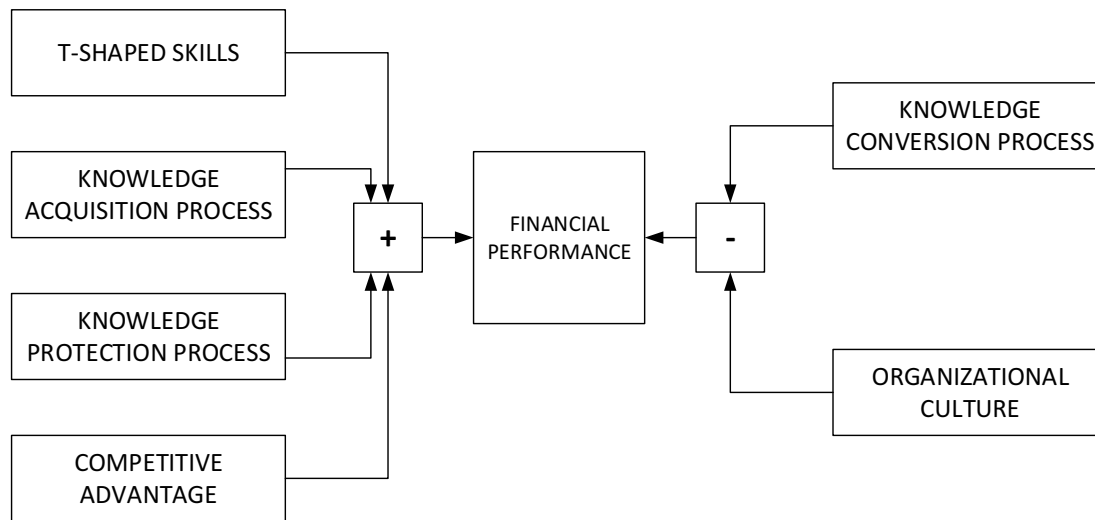 T-SHAPED SKILLS
KNOWLEDGE
ACQUISITION PROCESS
KNOWLEDGE
PROTECTION PROCESS
COMPETITIVE
ADVANTAGE
+
FINANCIAL
PERFORMANCE
-
KNOWLEDGE
CONVERSION PROCESS
ORGANIZATIONAL
CULTURE